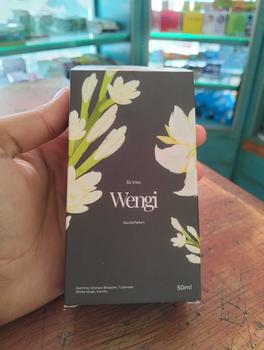 Wengi
Eau De Parfum
Jasmine, Orange Blossom, Tuberose
White Musk, Vanilla
50ml